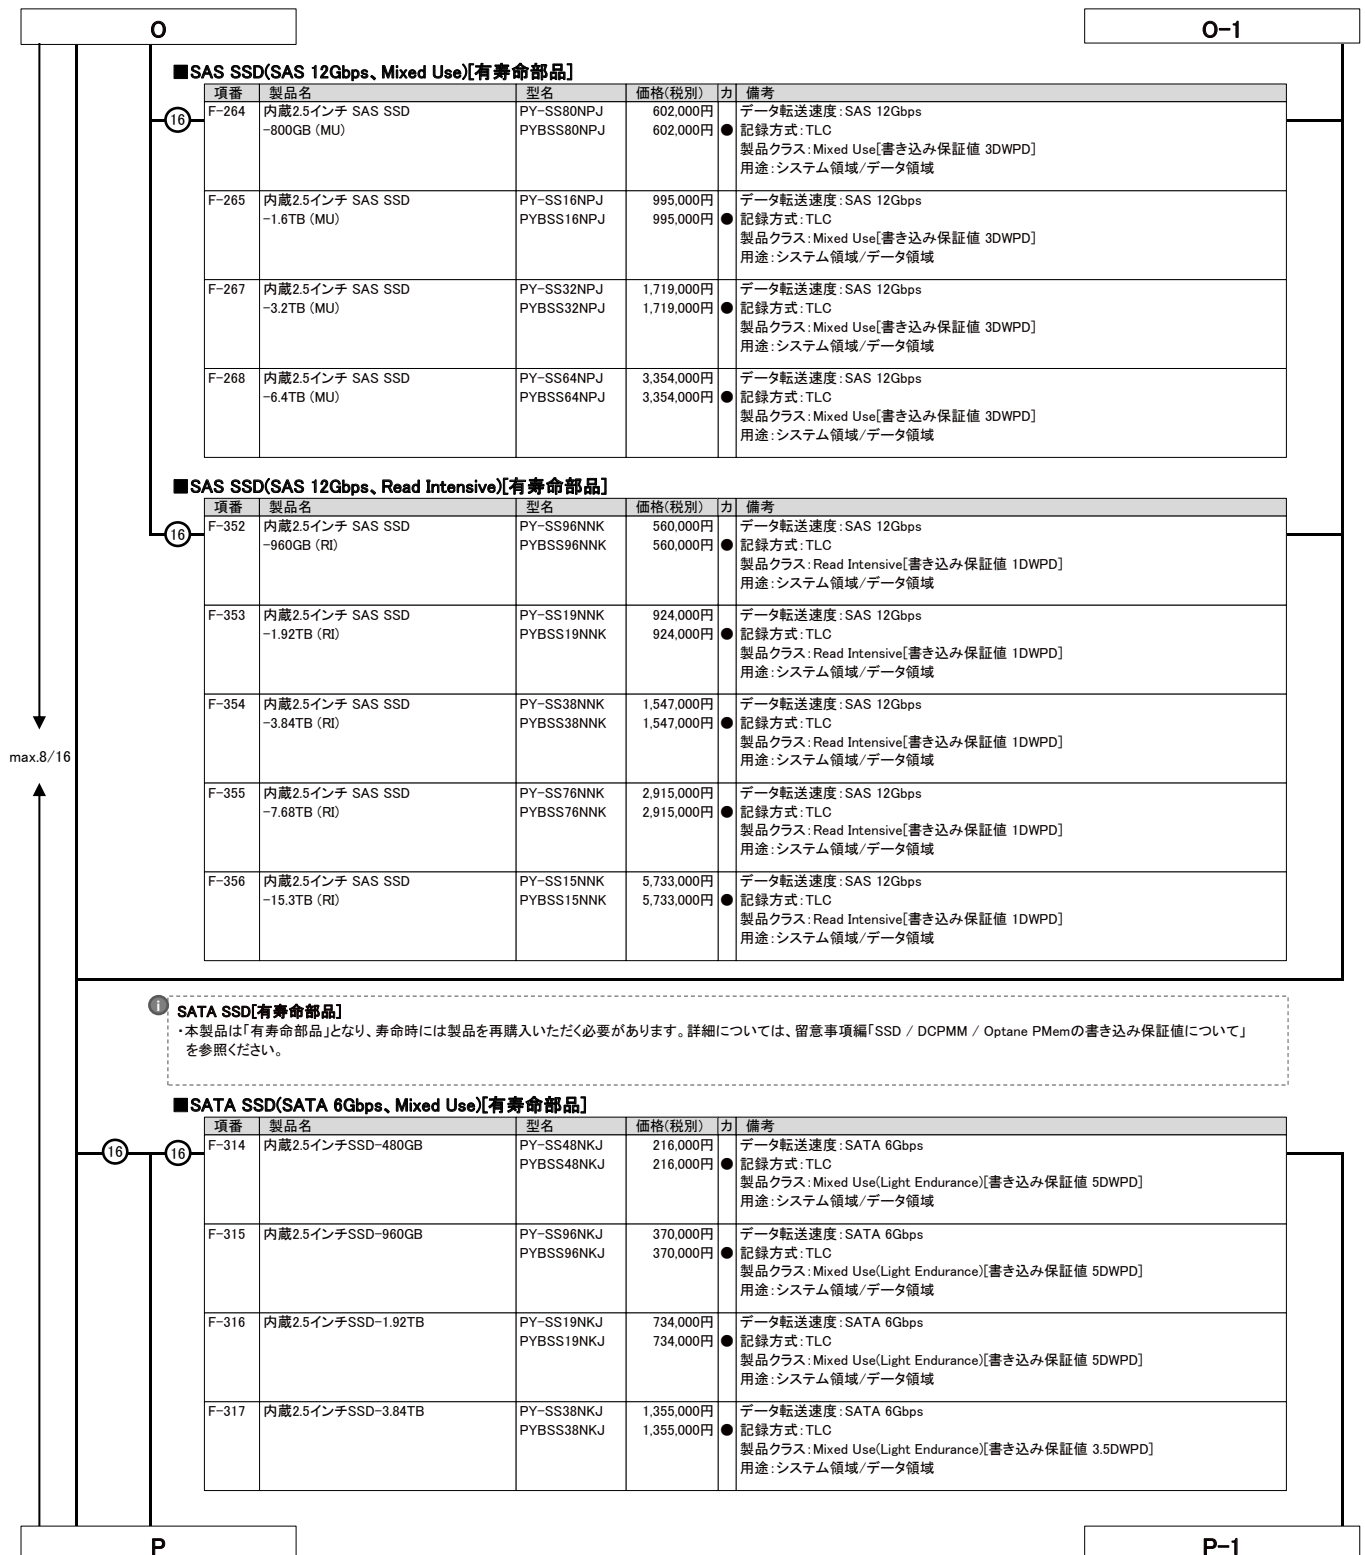 O
O-1
■SAS SSD(SAS 12Gbps、Mixed Use)[有寿命部品]
項番 製品名 型名 価格(税別) カ 備考
16
F-264 内蔵2.5インチ SAS SSD PY-SS80NPJ 602,000円 データ転送速度:SAS 12Gbps
-800GB (MU) PYBSS80NPJ 602,000円 ● 記録方式:TLC
製品クラス:Mixed Use[書き込み保証値 3DWPD]
用途:システム領域/データ領域
F-265 内蔵2.5インチ SAS SSD PY-SS16NPJ 995,000円 データ転送速度:SAS 12Gbps
-1.6TB (MU) PYBSS16NPJ 995,000円 ● 記録方式:TLC
製品クラス:Mixed Use[書き込み保証値 3DWPD]
用途:システム領域/データ領域
F-267 内蔵2.5インチ SAS SSD PY-SS32NPJ 1,719,000円 データ転送速度:SAS 12Gbps
-3.2TB (MU) PYBSS32NPJ 1,719,000円 ● 記録方式:TLC
製品クラス:Mixed Use[書き込み保証値 3DWPD]
用途:システム領域/データ領域
F-268 内蔵2.5インチ SAS SSD PY-SS64NPJ 3,354,000円 データ転送速度:SAS 12Gbps
-6.4TB (MU) PYBSS64NPJ 3,354,000円 ● 記録方式:TLC
製品クラス:Mixed Use[書き込み保証値 3DWPD]
用途:システム領域/データ領域
■SAS SSD(SAS 12Gbps、Read Intensive)[有寿命部品]
項番 製品名 型名 価格(税別) カ 備考
16
F-352 内蔵2.5インチ SAS SSD PY-SS96NNK 560,000円 データ転送速度:SAS 12Gbps
-960GB (RI) PYBSS96NNK 560,000円 ● 記録方式:TLC
製品クラス:Read Intensive[書き込み保証値 1DWPD]
用途:システム領域/データ領域
F-353 内蔵2.5インチ SAS SSD PY-SS19NNK 924,000円 データ転送速度:SAS 12Gbps
-1.92TB (RI) PYBSS19NNK 924,000円 ● 記録方式:TLC
製品クラス:Read Intensive[書き込み保証値 1DWPD]
用途:システム領域/データ領域
F-354 内蔵2.5インチ SAS SSD PY-SS38NNK 1,547,000円 データ転送速度:SAS 12Gbps
-3.84TB (RI) PYBSS38NNK 1,547,000円 ● 記録方式:TLC
製品クラス:Read Intensive[書き込み保証値 1DWPD]
用途:システム領域/データ領域
max.8/16
F-355 内蔵2.5インチ SAS SSD PY-SS76NNK 2,915,000円 データ転送速度:SAS 12Gbps
-7.68TB (RI) PYBSS76NNK 2,915,000円 ● 記録方式:TLC
製品クラス:Read Intensive[書き込み保証値 1DWPD]
用途:システム領域/データ領域
F-356 内蔵2.5インチ SAS SSD PY-SS15NNK 5,733,000円 データ転送速度:SAS 12Gbps
-15.3TB (RI) PYBSS15NNK 5,733,000円 ● 記録方式:TLC
製品クラス:Read Intensive[書き込み保証値 1DWPD]
用途:システム領域/データ領域
i
SATA SSD[有寿命部品]
・本製品は「有寿命部品」となり、寿命時には製品を再購入いただく必要があります。詳細については、留意事項編「SSD / DCPMM / Optane PMemの書き込み保証値について」
を参照ください。
■SATA SSD(SATA 6Gbps、Mixed Use)[有寿命部品]
項番 製品名 型名 価格(税別) カ 備考
16 16
F-314 内蔵2.5インチSSD-480GB PY-SS48NKJ 216,000円 データ転送速度:SATA 6Gbps
PYBSS48NKJ 216,000円 ● 記録方式:TLC
製品クラス:Mixed Use(Light Endurance)[書き込み保証値 5DWPD]
用途:システム領域/データ領域
F-315 内蔵2.5インチSSD-960GB PY-SS96NKJ 370,000円 データ転送速度:SATA 6Gbps
PYBSS96NKJ 370,000円 ● 記録方式:TLC
製品クラス:Mixed Use(Light Endurance)[書き込み保証値 5DWPD]
用途:システム領域/データ領域
F-316 内蔵2.5インチSSD-1.92TB PY-SS19NKJ 734,000円 データ転送速度:SATA 6Gbps
PYBSS19NKJ 734,000円 ● 記録方式:TLC
製品クラス:Mixed Use(Light Endurance)[書き込み保証値 5DWPD]
用途:システム領域/データ領域
F-317 内蔵2.5インチSSD-3.84TB PY-SS38NKJ 1,355,000円 データ転送速度:SATA 6Gbps
PYBSS38NKJ 1,355,000円 ● 記録方式:TLC
製品クラス:Mixed Use(Light Endurance)[書き込み保証値 3.5DWPD]
用途:システム領域/データ領域
P
P-1